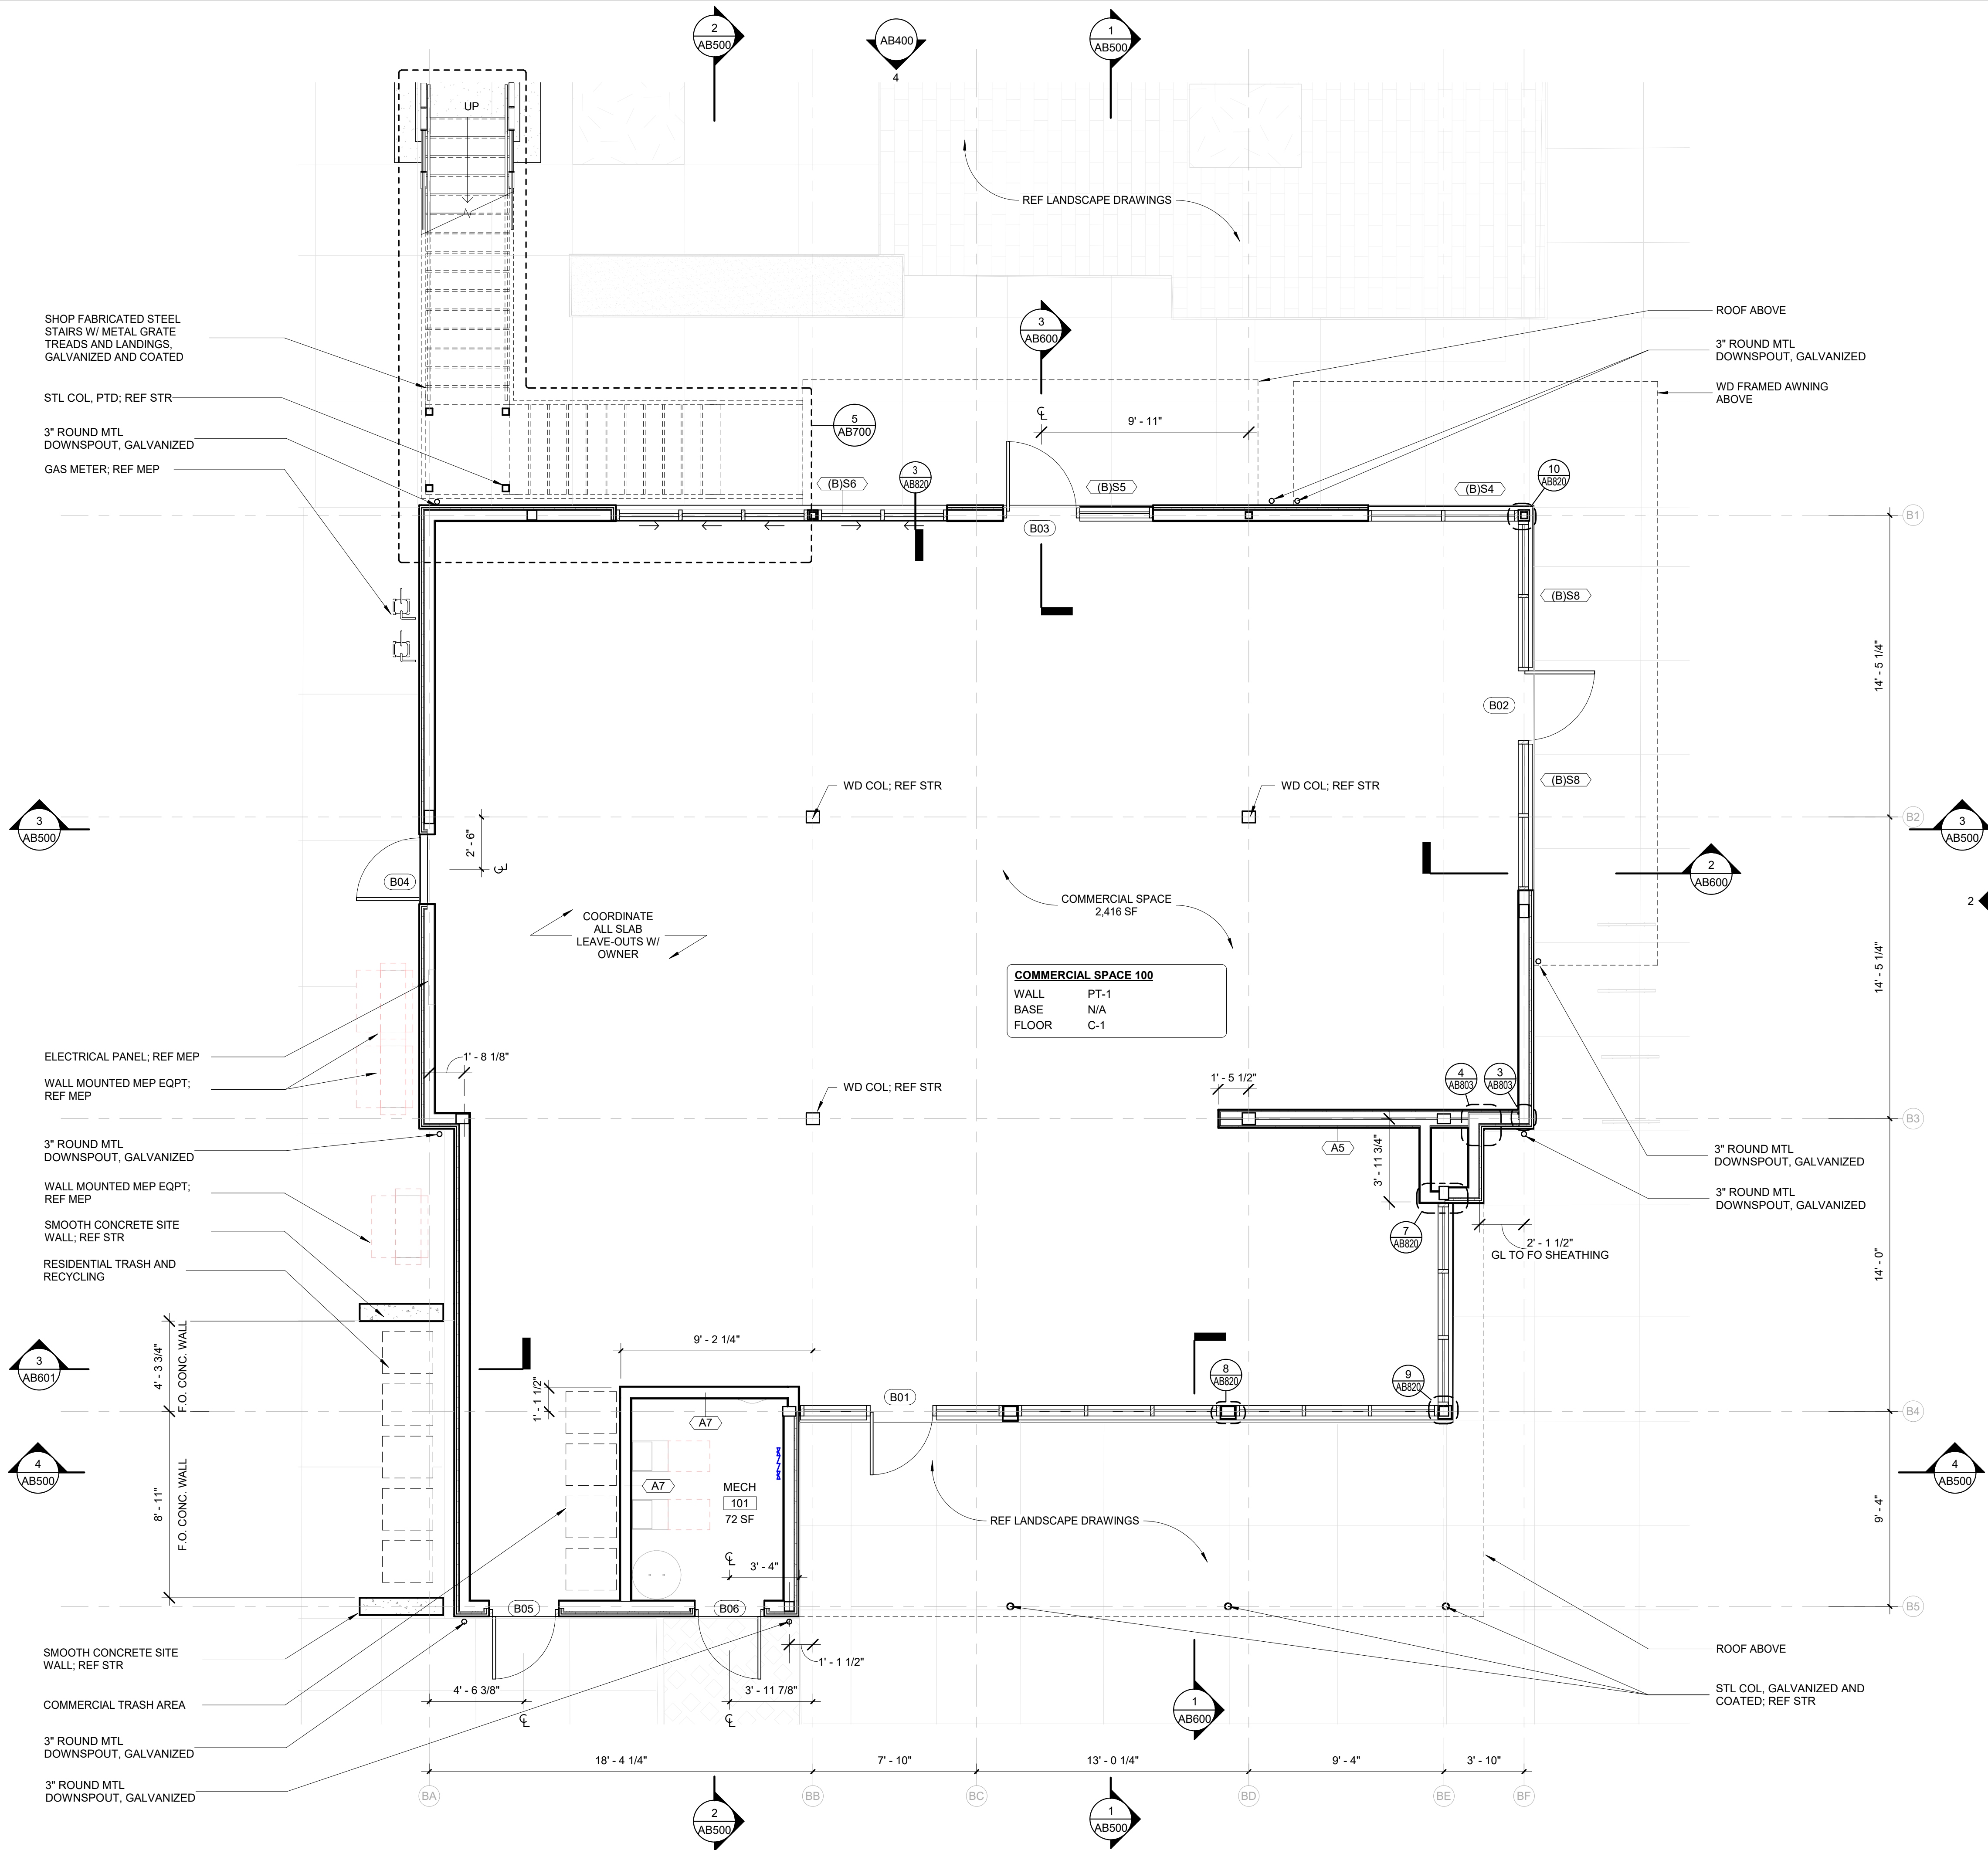 2
AB500
AB400
4
1
AB500
UP
REF LANDSCAPE DRAWINGS
SHOP FABRICATED STEEL
STAIRS W/ METAL GRATE
TREADS AND LANDINGS,
GALVANIZED AND COATED
STL COL, PTD; REF STR
3" ROUND MTL
DOWNSPOUT, GALVANIZED
GAS METER; REF MEP
3
AB600
ROOF ABOVE
3" ROUND MTL
DOWNSPOUT, GALVANIZED
WD FRAMED AWNING
ABOVE
5
AB700
℄
9' - 11"
(B)S6
3
AB820
(B)S5
(B)S4
10
AB820
B03
B1
(B)S8
14' - 5 1/4"
B02
(B)S8
WD COL; REF STR
WD COL; REF STR
3
AB500
2' - 6"
℄
B04
B2
3
AB500
2
AB600
2
COORDINATE
ALL SLAB
LEAVE-OUTS W/
OWNER
COMMERCIAL SPACE
2,416 SF
COMMERCIAL SPACE 100
WALL PT-1
BASE N/A
FLOOR C-1
14' - 5 1/4"
ELECTRICAL PANEL; REF MEP
WALL MOUNTED MEP EQPT;
REF MEP
1' - 8 1/8"
WD COL; REF STR
1' - 5 1/2"
4
AB803
3
AB803
B3
A5
3' - 11 3/4"
3" ROUND MTL
DOWNSPOUT, GALVANIZED
WALL MOUNTED MEP EQPT;
REF MEP
SMOOTH CONCRETE SITE
WALL; REF STR
RESIDENTIAL TRASH AND
RECYCLING
3" ROUND MTL
DOWNSPOUT, GALVANIZED
3" ROUND MTL
DOWNSPOUT, GALVANIZED
7
AB820
2' - 1 1/2"
GL TO FO SHEATHING
14' - 0"
3
AB601
4' - 3 3/4"
F.O. CONC. WALL
9' - 2 1/4"
1' - 1 1/2"
B01
8
AB820
9
AB820
B4
A7
A7
4
AB500
8' - 11"
F.O. CONC. WALL
MECH
101
72 SF
REF LANDSCAPE DRAWINGS
4
AB500
9' - 4"
℄
3' - 4"
B05
B06
B5
SMOOTH CONCRETE SITE
WALL; REF STR
COMMERCIAL TRASH AREA
3" ROUND MTL
DOWNSPOUT, GALVANIZED
3" ROUND MTL
DOWNSPOUT, GALVANIZED
1' - 1 1/2"
4' - 6 3/8"
℄
3' - 11 7/8"
℄
1
AB600
ROOF ABOVE
STL COL, GALVANIZED AND
COATED; REF STR
18' - 4 1/4"
7' - 10"
13' - 0 1/4"
9' - 4"
3' - 10"
BA
BB
BC
BD
BE
BF
2
AB500
1
AB500